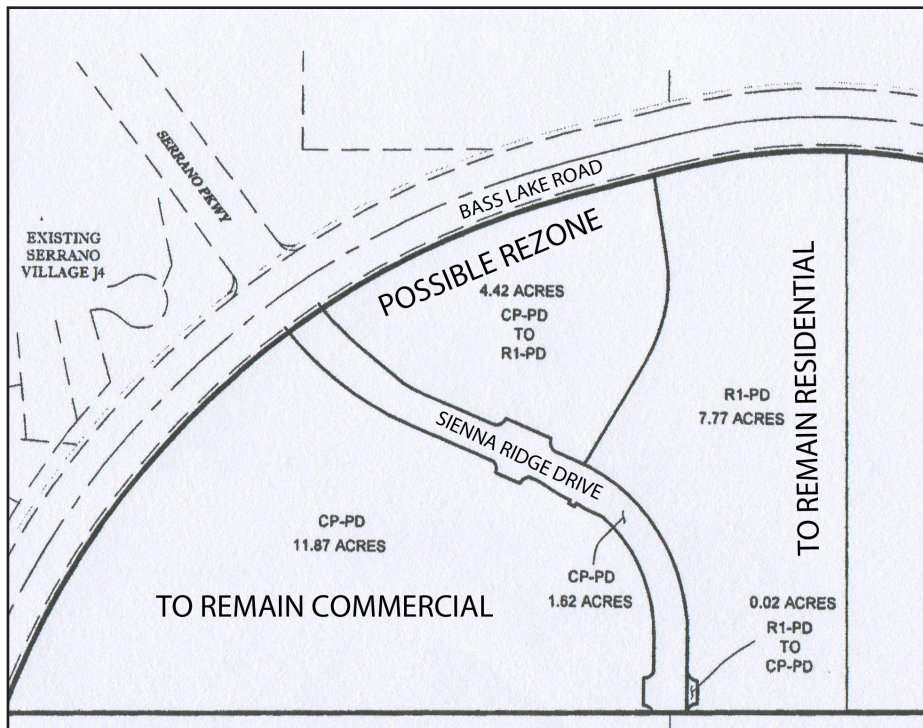 SERRANO PKWY
BASS LAKE ROAD
EXISTING
SERRANO
VILLAGE J4
POSSIBLE REZONE
4.42 ACRES
CP-PD
TO
R1-PD
R1-PD
7.77 ACRES
TO REMAIN RESIDENTIAL
SIENNA RIDGE DRIVE
CP-PD
11.87 ACRES
TO REMAIN COMMERCIAL
CP-PD
1.62 ACRES
0.02 ACRES
R1-PD
TO
CP-PD